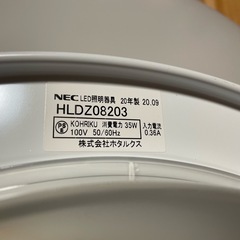 NEC LED照明器具 20年製 20.09
HLDZ08203
PSE KOHRIKU 消費電力 35W 入力電流
100V 50/60Hz 0.36A
株式会社ホタルクス